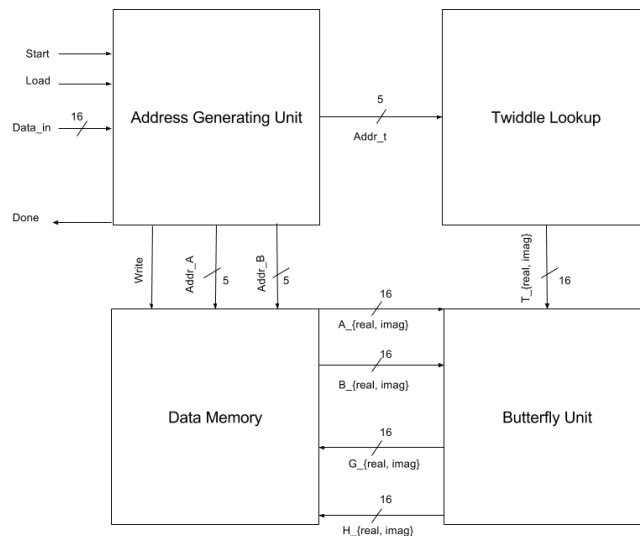 Start
Load
16
Data_in
Done
Address Generating Unit
5
Addr_t
Twiddle Lookup
Write
Addr_A
5
Addr_B
5
T_{real, imag}
16
Data Memory
16
A_{real, imag}
16
B_{real, imag}
16
G_{real, imag}
16
H_{real, imag}
Butterfly Unit